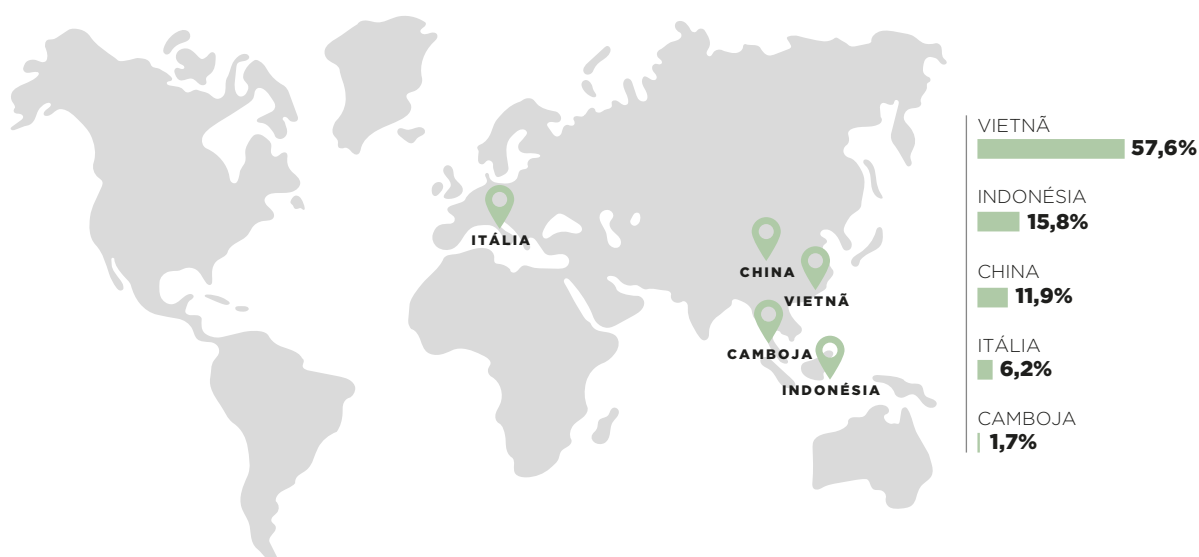 ITÁLIA
CHINA
VIETNÃ
CAMBOJA
INDONÉSIA
VIETNÃ
57,6%
INDONÉSIA
15,8%
CHINA
11,9%
ITÁLIA
6,2%
CAMBOJA
1,7%